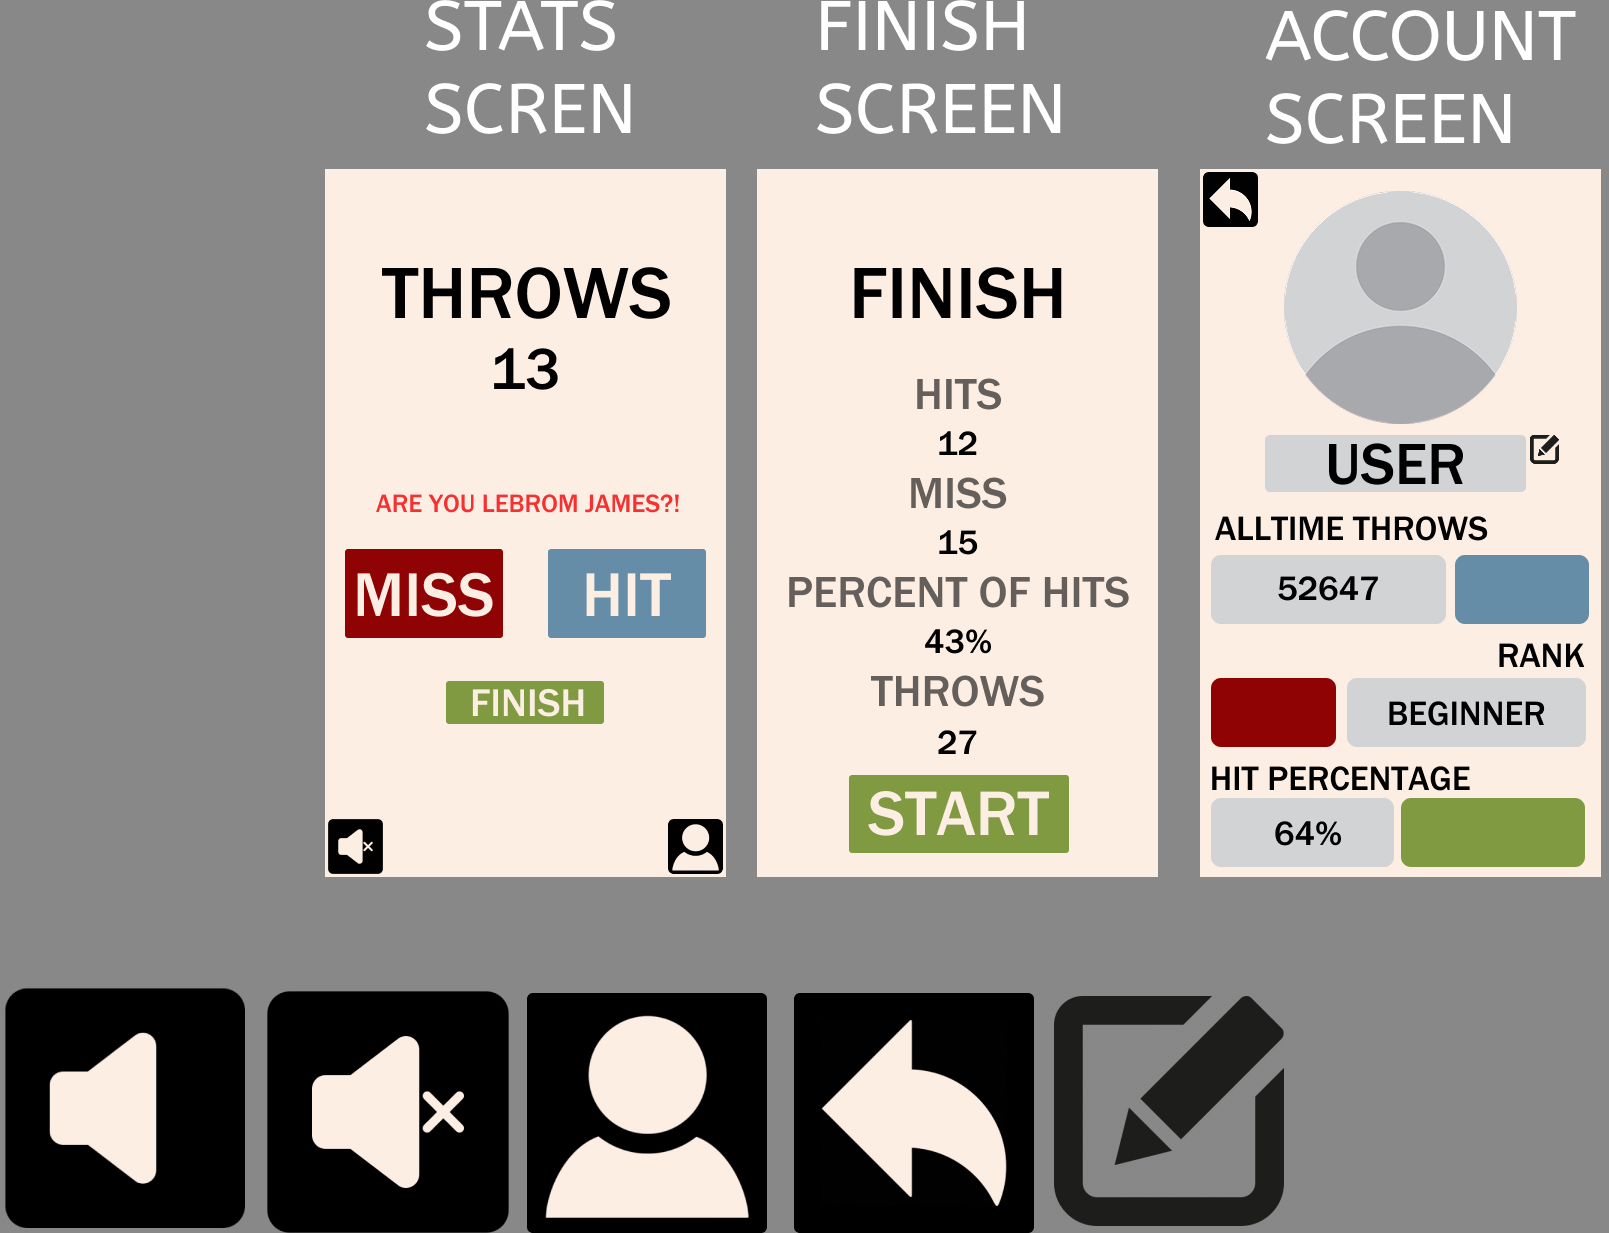 STATS
SCREN
FINISH
SCREEN
ACCOUNT
SCREEN
THROWS
13
ARE YOU LEBROM JAMES?!
MISS
HIT
FINISH
FINISH
HITS
12
MISS
15
PERCENT OF HITS
43%
THROWS
27
START
USER
ALLTIME THROWS
52647
RANK
BEGINNER
HIT PERCENTAGE
64%